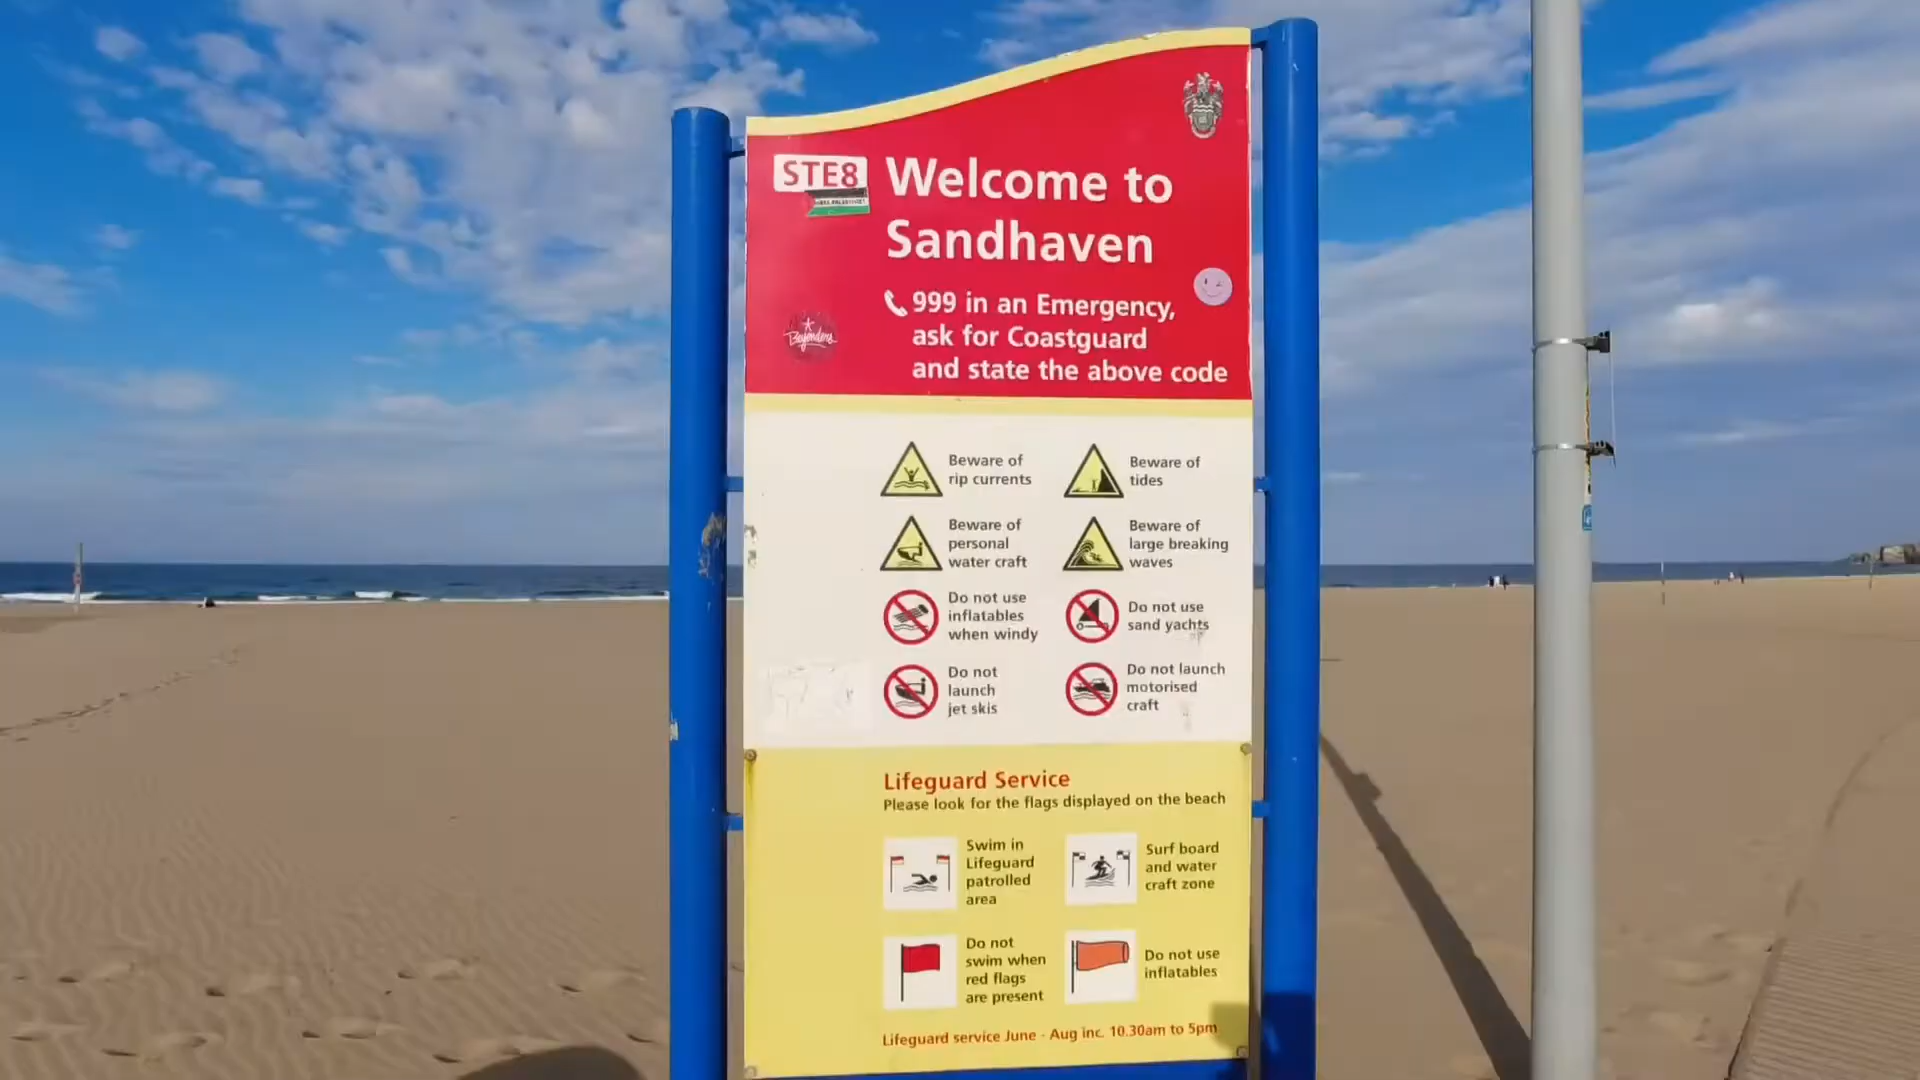 STE8
FREE PALESTINE!
Welcome to
Sandhaven
999 in an Emergency,
ask for Coastguard
and state the above code
Beware of
rip currents
Beware of
tides
Beware of
personal
water craft
Beware of
large breaking
waves
Do not use
inflatables
when windy
Do not use
sand yachts
Do not
launch
jet skis
Do not launch
motorised
craft
Lifeguard Service
Please look for the flags displayed on the beach
Swim in
Lifeguard
patrolled
area
Surf board
and water
craft zone
Do not
swim when
red flags
are present
Do not use
inflatables
Lifeguard service June - Aug inc. 10.30am to 5pm